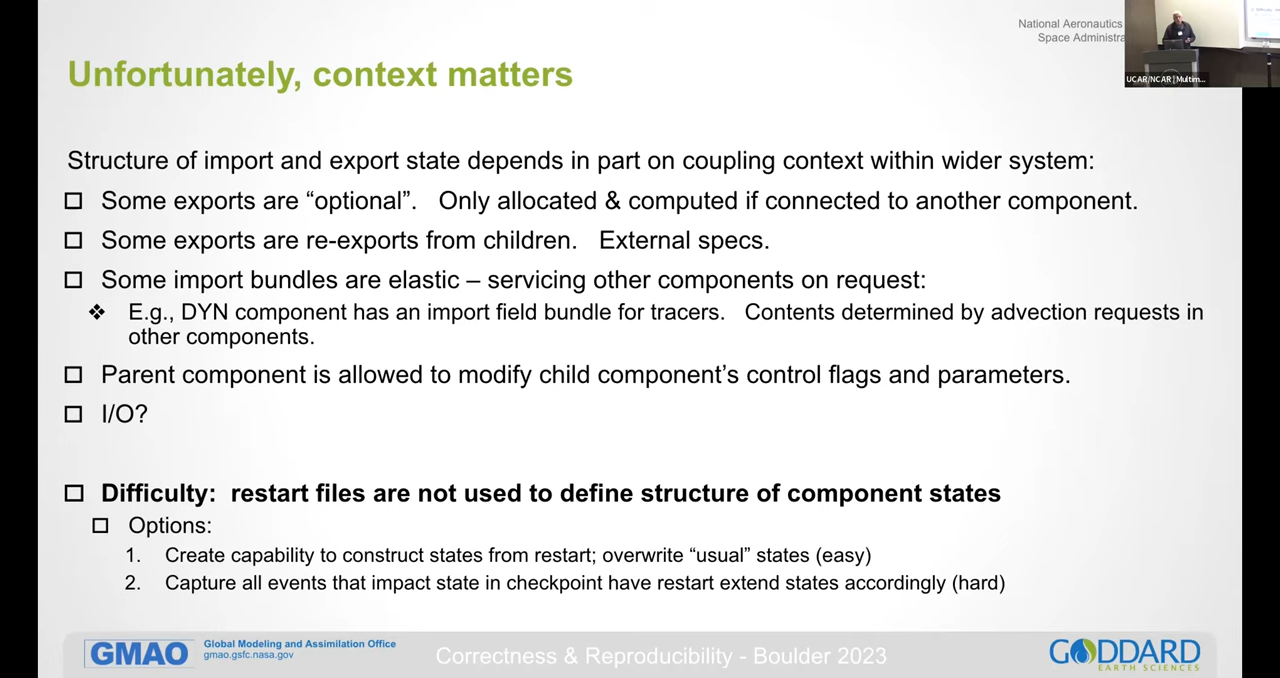 National Aeronautics
Space Administra
UCAR/NCAR | Multim...
Unfortunately, context matters
Structure of import and export state depends in part on coupling context within wider system:
Some exports are “optional”. Only allocated & computed if connected to another component.
Some exports are re-exports from children. External specs.
Some import bundles are elastic – servicing other components on request:
E.g., DYN component has an import field bundle for tracers. Contents determined by advection requests in
other components.
Parent component is allowed to modify child component’s control flags and parameters.
I/O?
Difficulty: restart files are not used to define structure of component states
Options:
1. Create capability to construct states from restart; overwrite “usual” states (easy)
2. Capture all events that impact state in checkpoint have restart extend states accordingly (hard)
GMAO
Global Modeling and Assimilation Office
gmao.gsfc.nasa.gov
Correctness & Reproducibility - Boulder 2023
GODDARD
EARTH SCIENCES